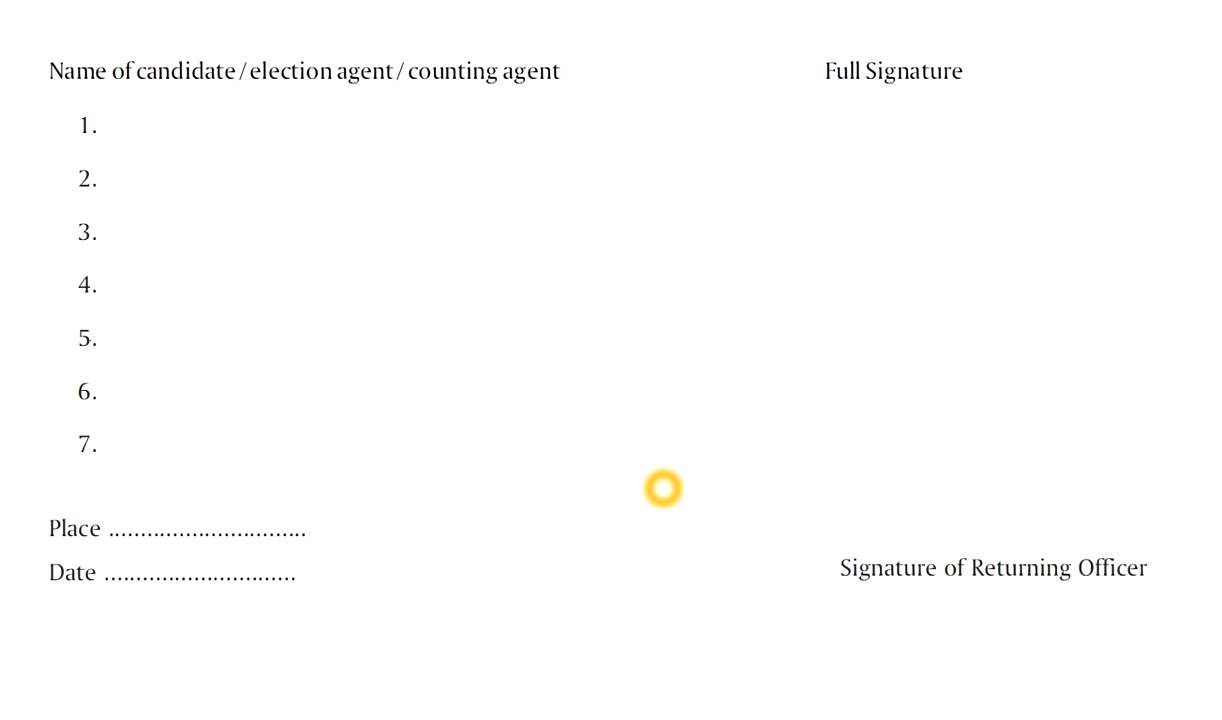 Name of candidate / election agent / counting agent Full Signature
1.
2.
3.
4.
5.
6.
7.
Place ...............................
Date ..............................
Signature of Returning Officer